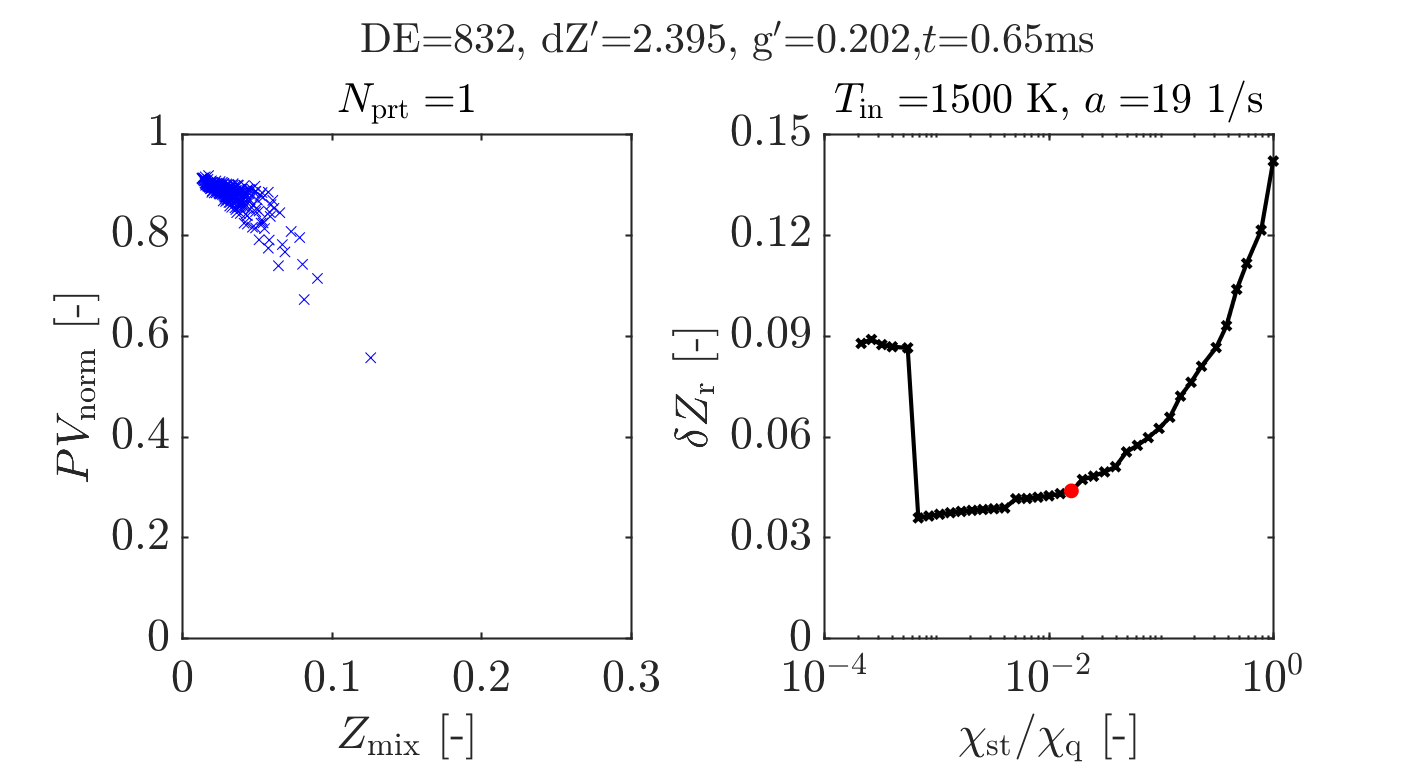 DE=832, dZ′=2.395, g′=0.202,t=0.65ms
N_prt =1
1
0.8
0.6
0.4
0.2
0
0 0.1 0.2 0.3
PV_norm [-]
Z_mix [-]
T_in =1500 K, a =19 1/s
0.15
0.12
0.09
0.06
0.03
0
10⁻⁴ 10⁻² 10⁰
δZ_r [-]
χ_st/χ_q [-]